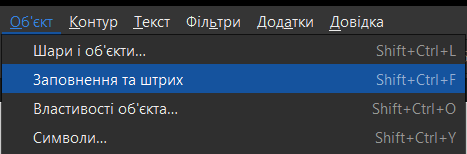 Об'єкт Контур Текст Фільтри Додатки Довідка
Шари і об'єкти... Shift+Ctrl+L
Заповнення та штрих Shift+Ctrl+F
Властивості об'єкта... Shift+Ctrl+O
Символи... Shift+Ctrl+Y